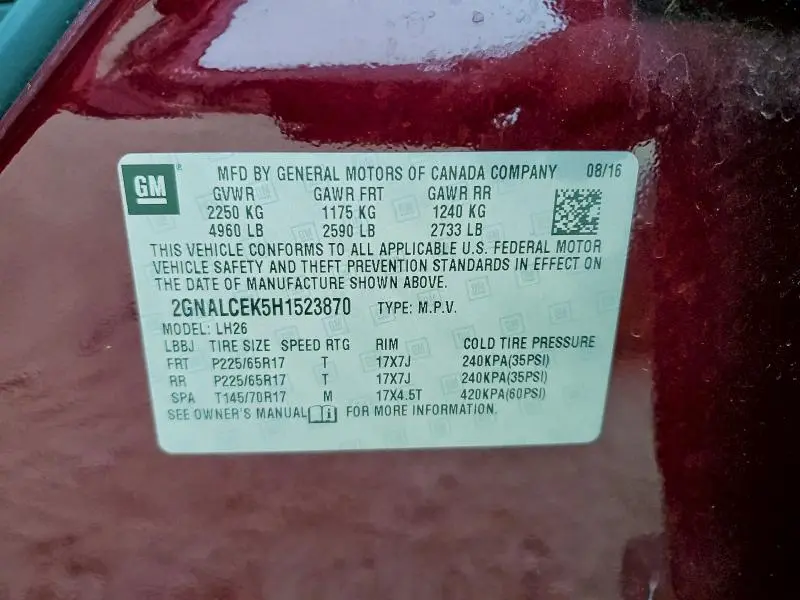 GM
MFD BY GENERAL MOTORS OF CANADA COMPANY 08/16
GVWR GAWR FRT GAWR RR
2250 KG 1175 KG 1240 KG
4960 LB 2590 LB 2733 LB
THIS VEHICLE CONFORMS TO ALL APPLICABLE U.S. FEDERAL MOTOR
VEHICLE SAFETY AND THEFT PREVENTION STANDARDS IN EFFECT ON
THE DATE OF MANUFACTURE SHOWN ABOVE.
2GNALCEK5H1523870 TYPE: M.P.V.
MODEL: LH26
LBBJ TIRE SIZE SPEED RTG RIM COLD TIRE PRESSURE
FRT P225/65R17 T 17X7J 240KPA(35PSI)
RR P225/65R17 T 17X7J 240KPA(35PSI)
SPA T145/70R17 M 17X4.5T 420KPA(60PSI)
SEE OWNER'S MANUAL i FOR MORE INFORMATION.